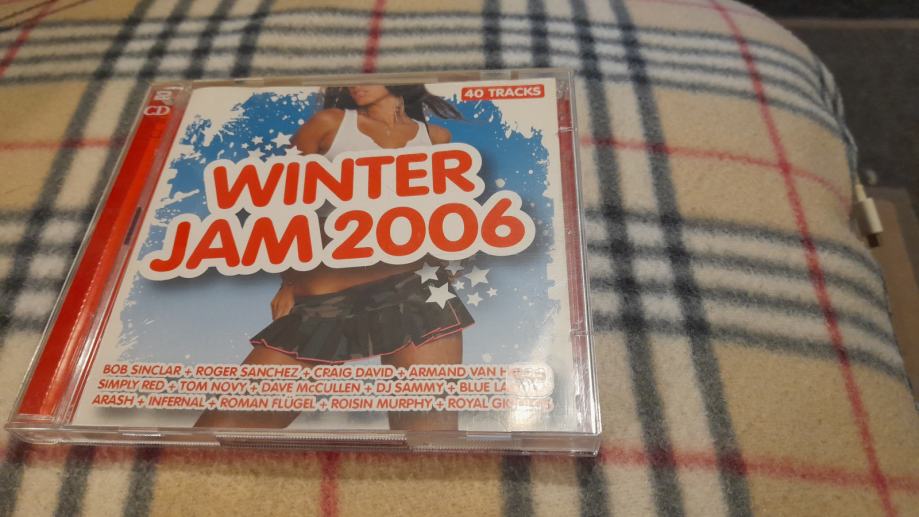 40 TRACKS
CD
WINTER
JAM 2006
BOB SINCLAR + ROGER SANCHEZ + CRAIG DAVID + ARMAND VAN
SIMPLY RED + TOM NOVY + DAVE McCULLEN + DJ SAMMY + BLUE
ARASH + INFERNAL + ROMAN FLÜGEL + ROISIN MURPHY + ROYAL